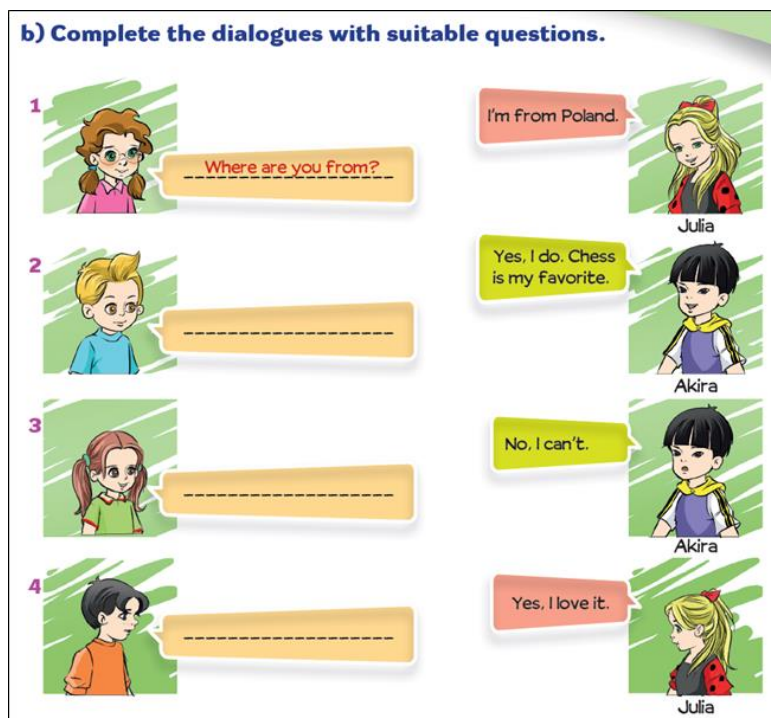 b) Complete the dialogues with suitable questions.
1
Where are you from?
I'm from Poland.
Julia
2
Yes, I do. Chess
is my favorite.
Akira
3
No, I can't.
Akira
4
Yes, I love it.
Julia